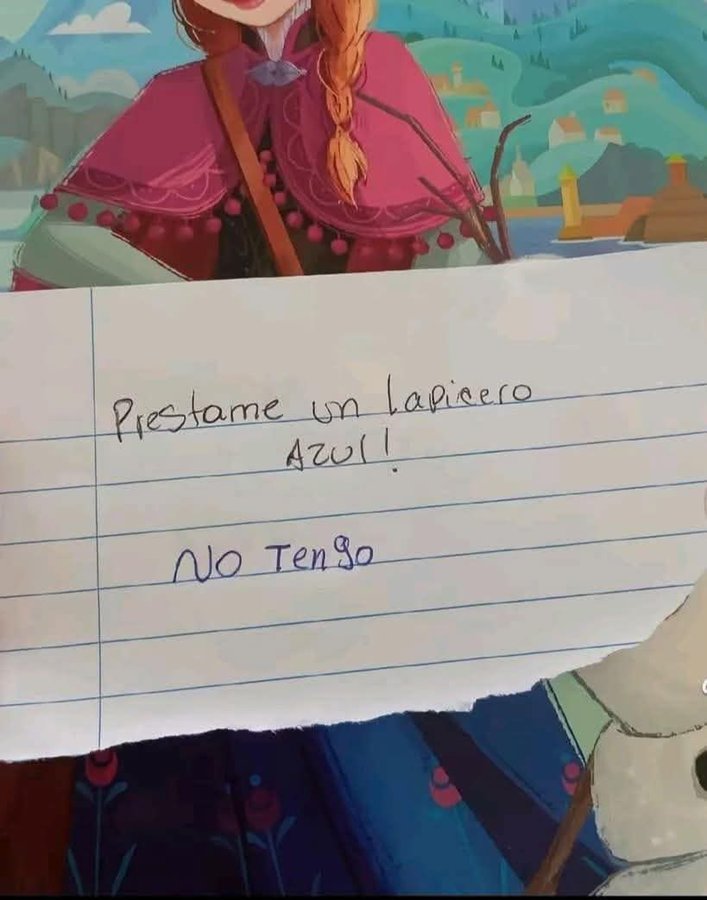 Prestame un lapicero
AZUl!
NO Tengo